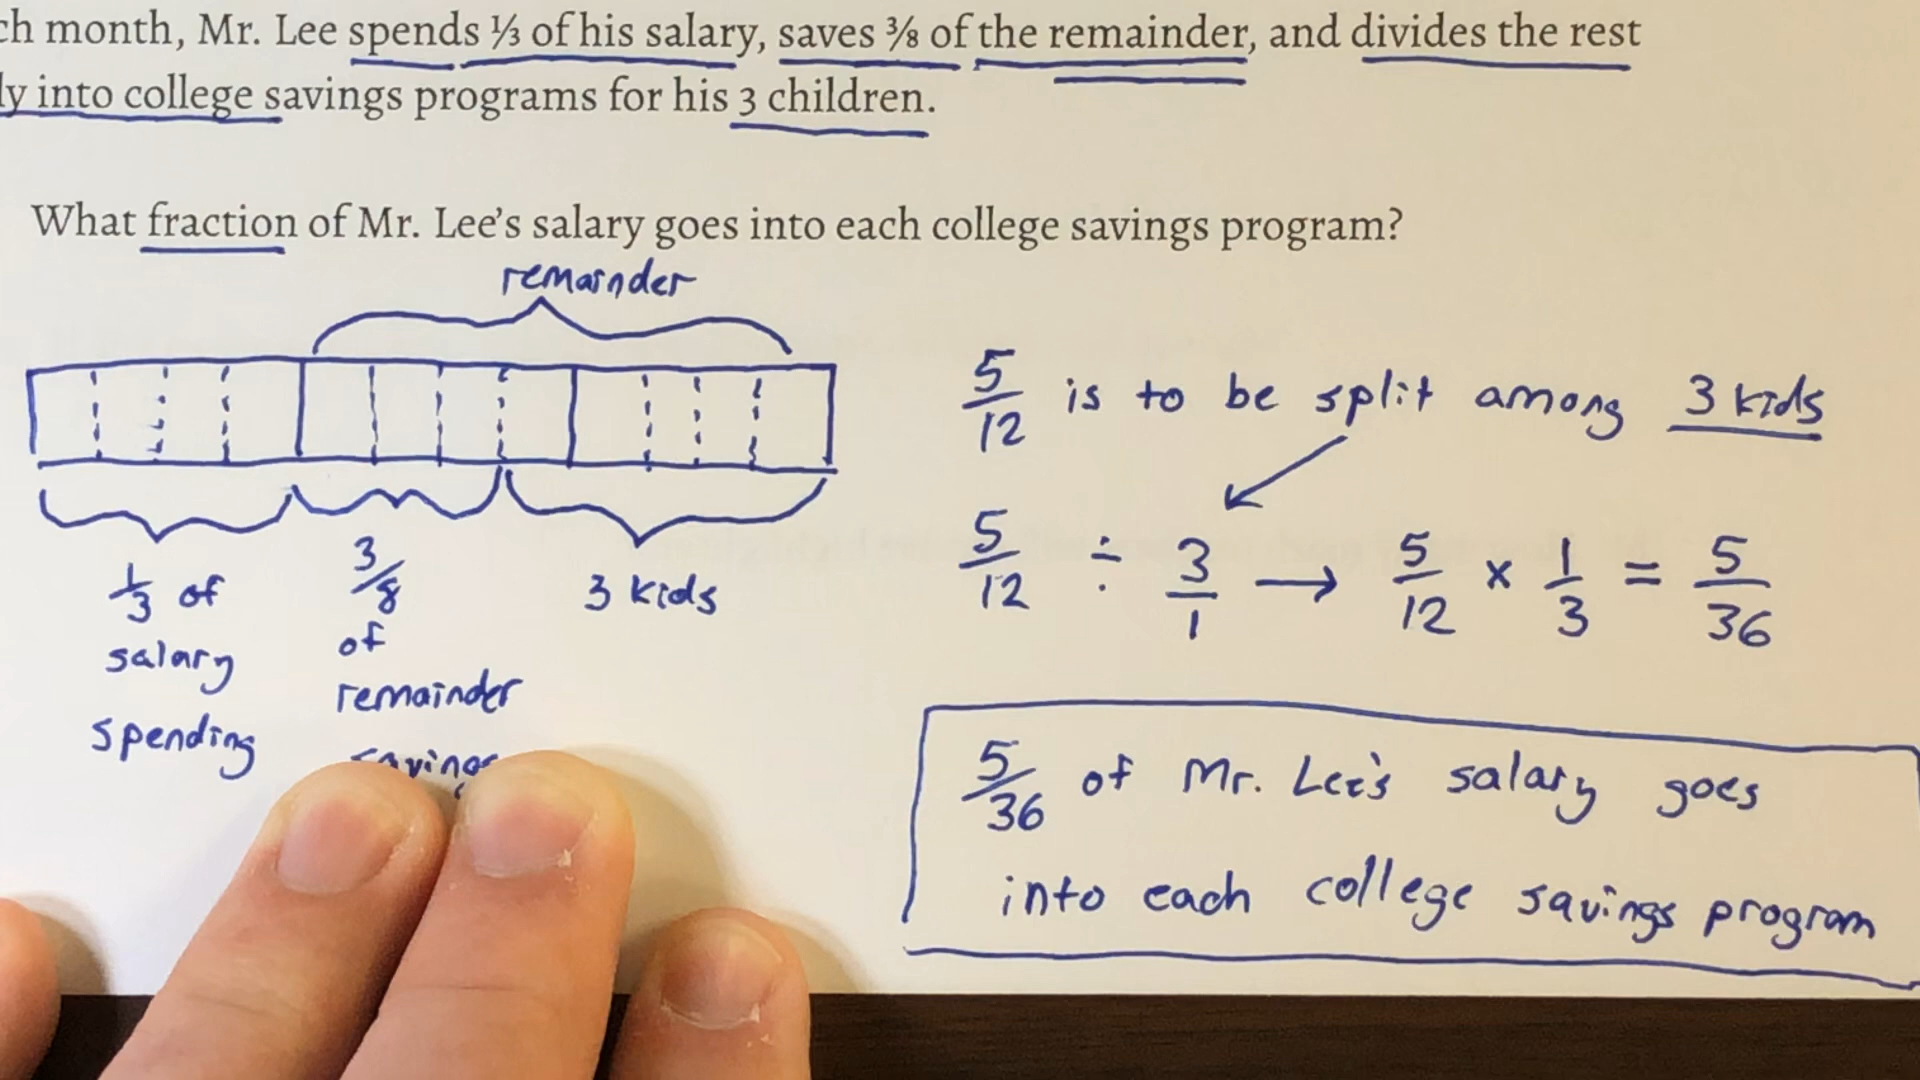 month, Mr. Lee spends ⅓ of his salary, saves ⅜ of the remainder, and divides the rest
into college savings programs for his 3 children.
What fraction of Mr. Lee's salary goes into each college savings program?
remainder
5/12 is to be split among 3 kids
5/12 ÷ 3/1 → 5/12 × 1/3 = 5/36
1/3 of
salary
spending
3/8
of
remainder
savings
3 kids
5/36 of Mr. Lee's salary goes
into each college savings program